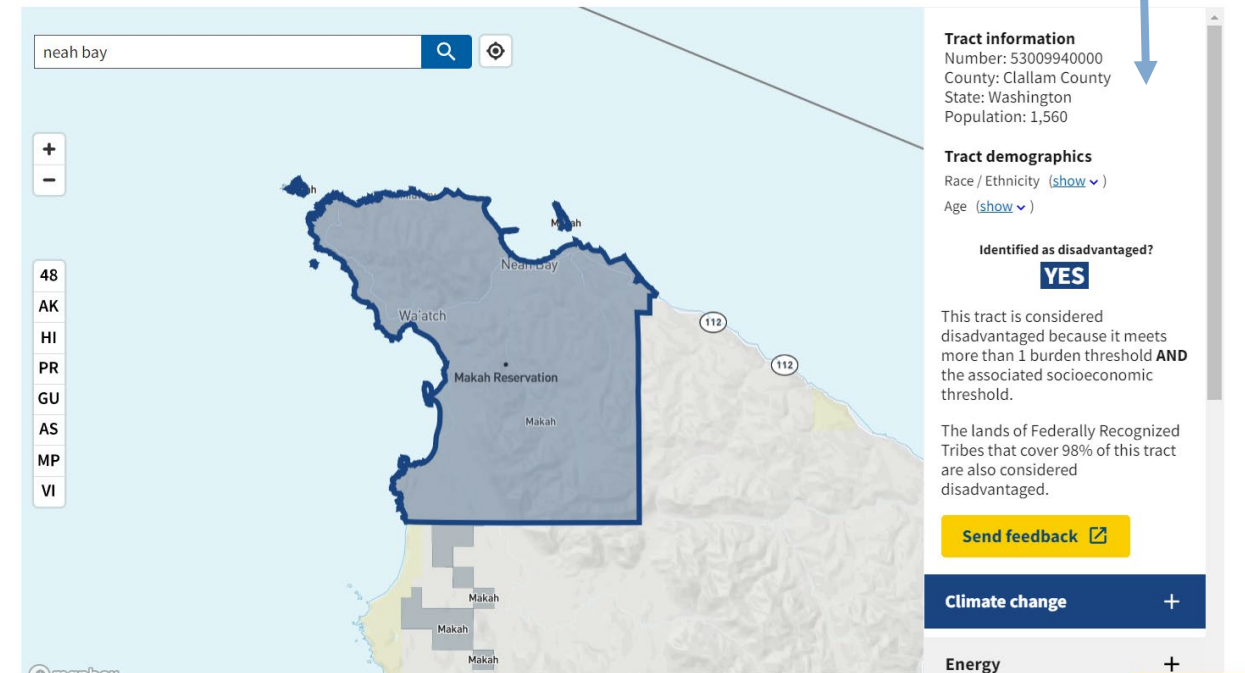 neah bay
+
−
48
AK
HI
PR
GU
AS
MP
VI
Makah
Neah Bay
Wa'atch
Makah Reservation
Makah
112
112
Makah
Makah
Makah
mapbox
Tract information
Number: 53009940000
County: Clallam County
State: Washington
Population: 1,560
Tract demographics
Race / Ethnicity (show )
Age (show )
Identified as disadvantaged?
YES
This tract is considered
disadvantaged because it meets
more than 1 burden threshold AND
the associated socioeconomic
threshold.
The lands of Federally Recognized
Tribes that cover 98% of this tract
are also considered
disadvantaged.
Send feedback
Climate change +
Energy +